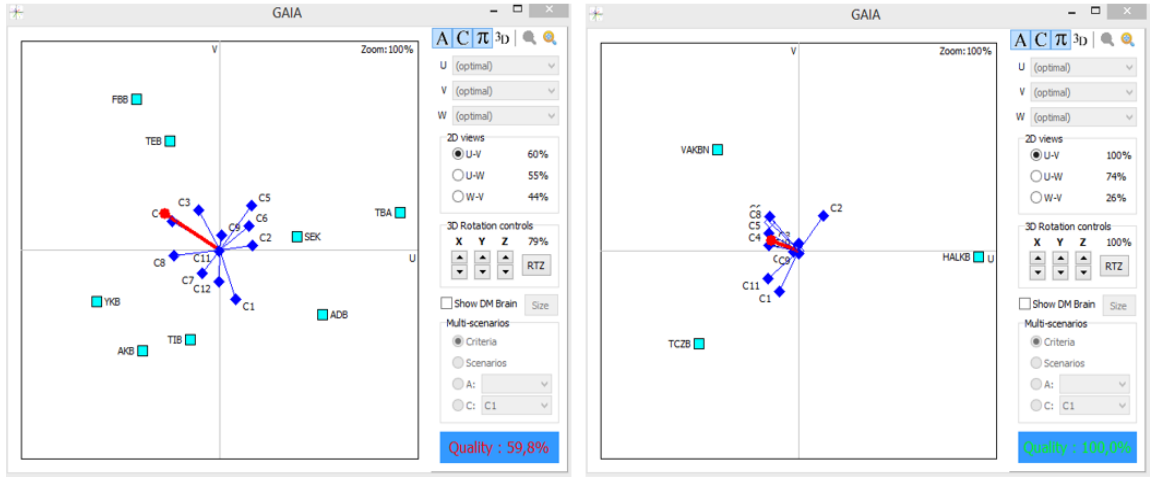 GAIA
A C π 3D
V
Zoom: 100%
U (optimal)
V (optimal)
W (optimal)
FBB
TEB
C3
C5
C6
C9
C2
TBA
SEK
U
C8
C11
C7
C12
C1
YKB
ADB
TIB
AKB
2D views
U-V 60%
U-W 55%
W-V 44%
3D Rotation controls
X Y Z 79%
RTZ
Show DM Brain Size
Multi-scenarios
Criteria
Scenarios
A:
C: C1
Quality : 59,8%
GAIA
A C π 3D
V
Zoom: 100%
U (optimal)
V (optimal)
W (optimal)
VAKBN
C8
C5
C4
C2
C9
HALKB U
C11
C1
TCZB
2D views
U-V 100%
U-W 74%
W-V 26%
3D Rotation controls
X Y Z 100%
RTZ
Show DM Brain Size
Multi-scenarios
Criteria
Scenarios
A:
C: C1
Quality : 100,0%